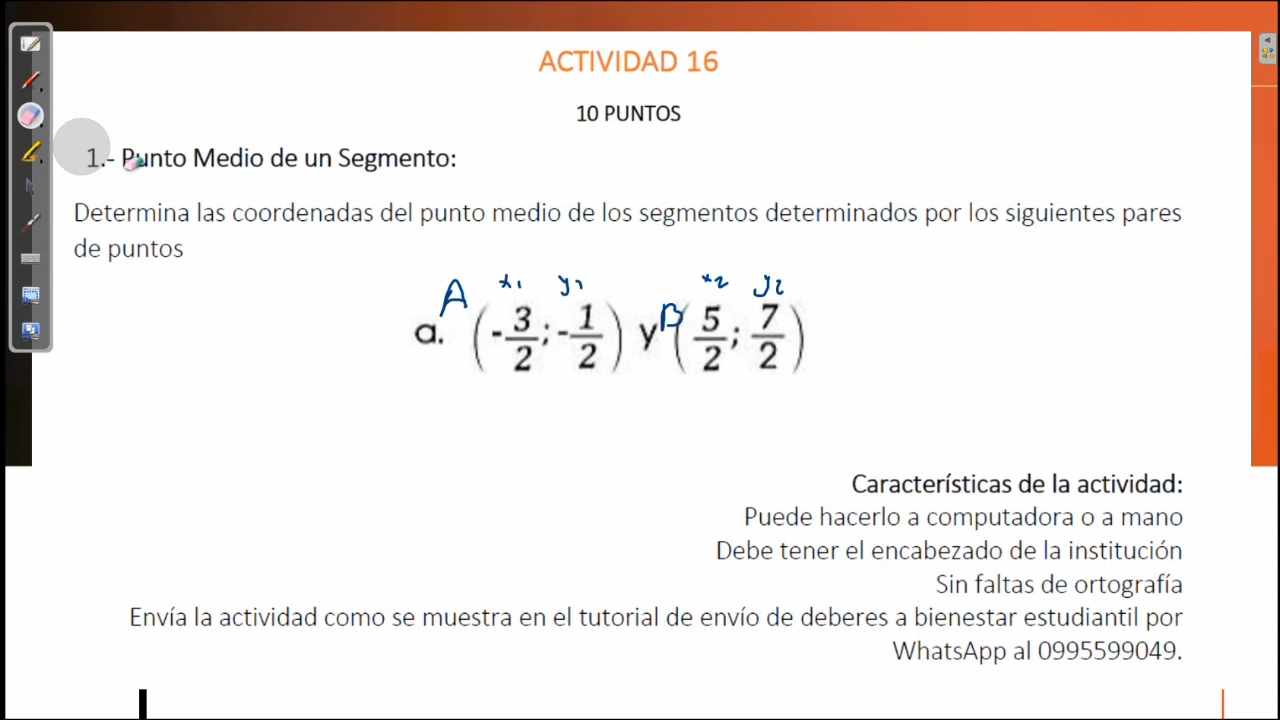 ACTIVIDAD 16
10 PUNTOS
1.- Punto Medio de un Segmento:
Determina las coordenadas del punto medio de los segmentos determinados por los siguientes pares
de puntos
A x₁ y₁ B x₂ y₂
a. (-3/2; -1/2) y (5/2; 7/2)
Características de la actividad:
Puede hacerlo a computadora o a mano
Debe tener el encabezado de la institución
Sin faltas de ortografía
Envía la actividad como se muestra en el tutorial de envío de deberes a bienestar estudiantil por
WhatsApp al 0995599049.